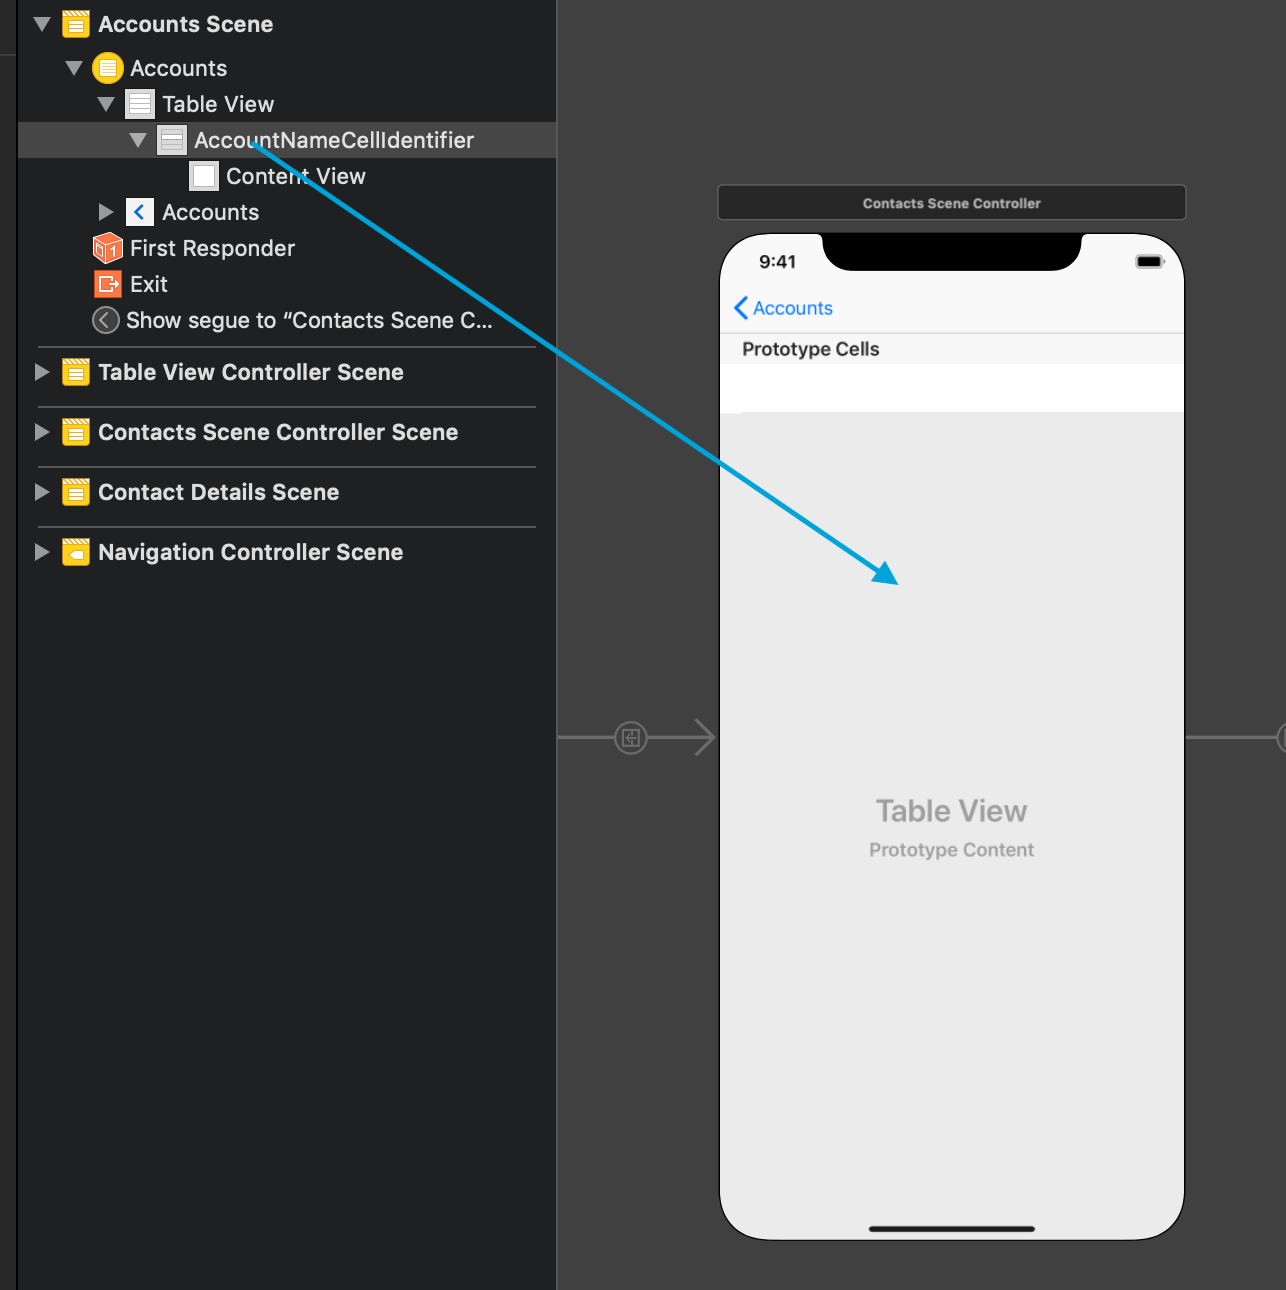 Accounts Scene
Accounts
Table View
AccountNameCellIdentifier
Content View
Accounts
First Responder
Exit
Show segue to “Contacts Scene C...
Table View Controller Scene
Contacts Scene Controller Scene
Contact Details Scene
Navigation Controller Scene
Contacts Scene Controller
9:41
Accounts
Prototype Cells
Table View
Prototype Content